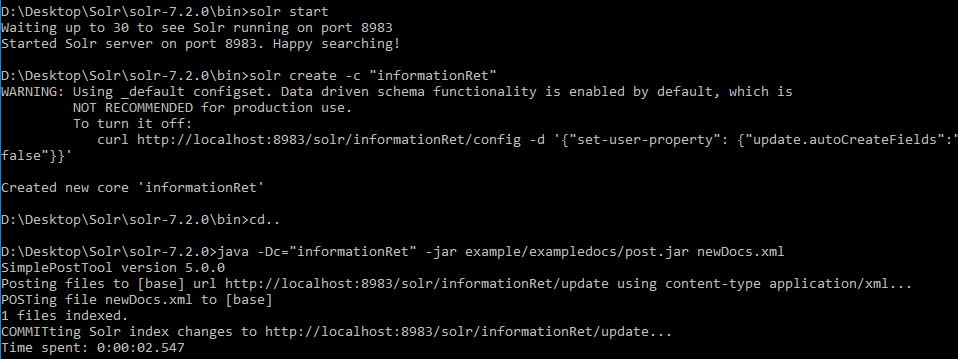 D:\Desktop\Solr\solr-7.2.0\bin>solr start
Waiting up to 30 to see Solr running on port 8983
Started Solr server on port 8983. Happy searching!
D:\Desktop\Solr\solr-7.2.0\bin>solr create -c "informationRet"
WARNING: Using _default configset. Data driven schema functionality is enabled by default, which is
NOT RECOMMENDED for production use.
To turn it off:
curl http://localhost:8983/solr/informationRet/config -d '{"set-user-property": {"update.autoCreateFields":"
false"}}'
Created new core 'informationRet'
D:\Desktop\Solr\solr-7.2.0\bin>cd..
D:\Desktop\Solr\solr-7.2.0>java -Dc="informationRet" -jar example/exampledocs/post.jar newDocs.xml
SimplePostTool version 5.0.0
Posting files to [base] url http://localhost:8983/solr/informationRet/update using content-type application/xml...
POSTing file newDocs.xml to [base]
1 files indexed.
COMMITting Solr index changes to http://localhost:8983/solr/informationRet/update...
Time spent: 0:00:02.547